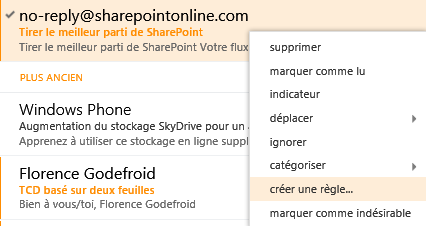 no-reply@sharepointonline.com
Tirer le meilleur parti de SharePoint
Tirer le meilleur parti de SharePoint Votre flux
PLUS ANCIEN
Windows Phone
Augmentation du stockage SkyDrive pour un
Apprenez à utiliser ce stockage en ligne suppl
Florence Godefroid
TCD basé sur deux feuilles
Bien à vous/toi, Florence Godefroid
supprimer
marquer comme lu
indicateur
déplacer
ignorer
catégoriser
créer une règle...
marquer comme indésirable